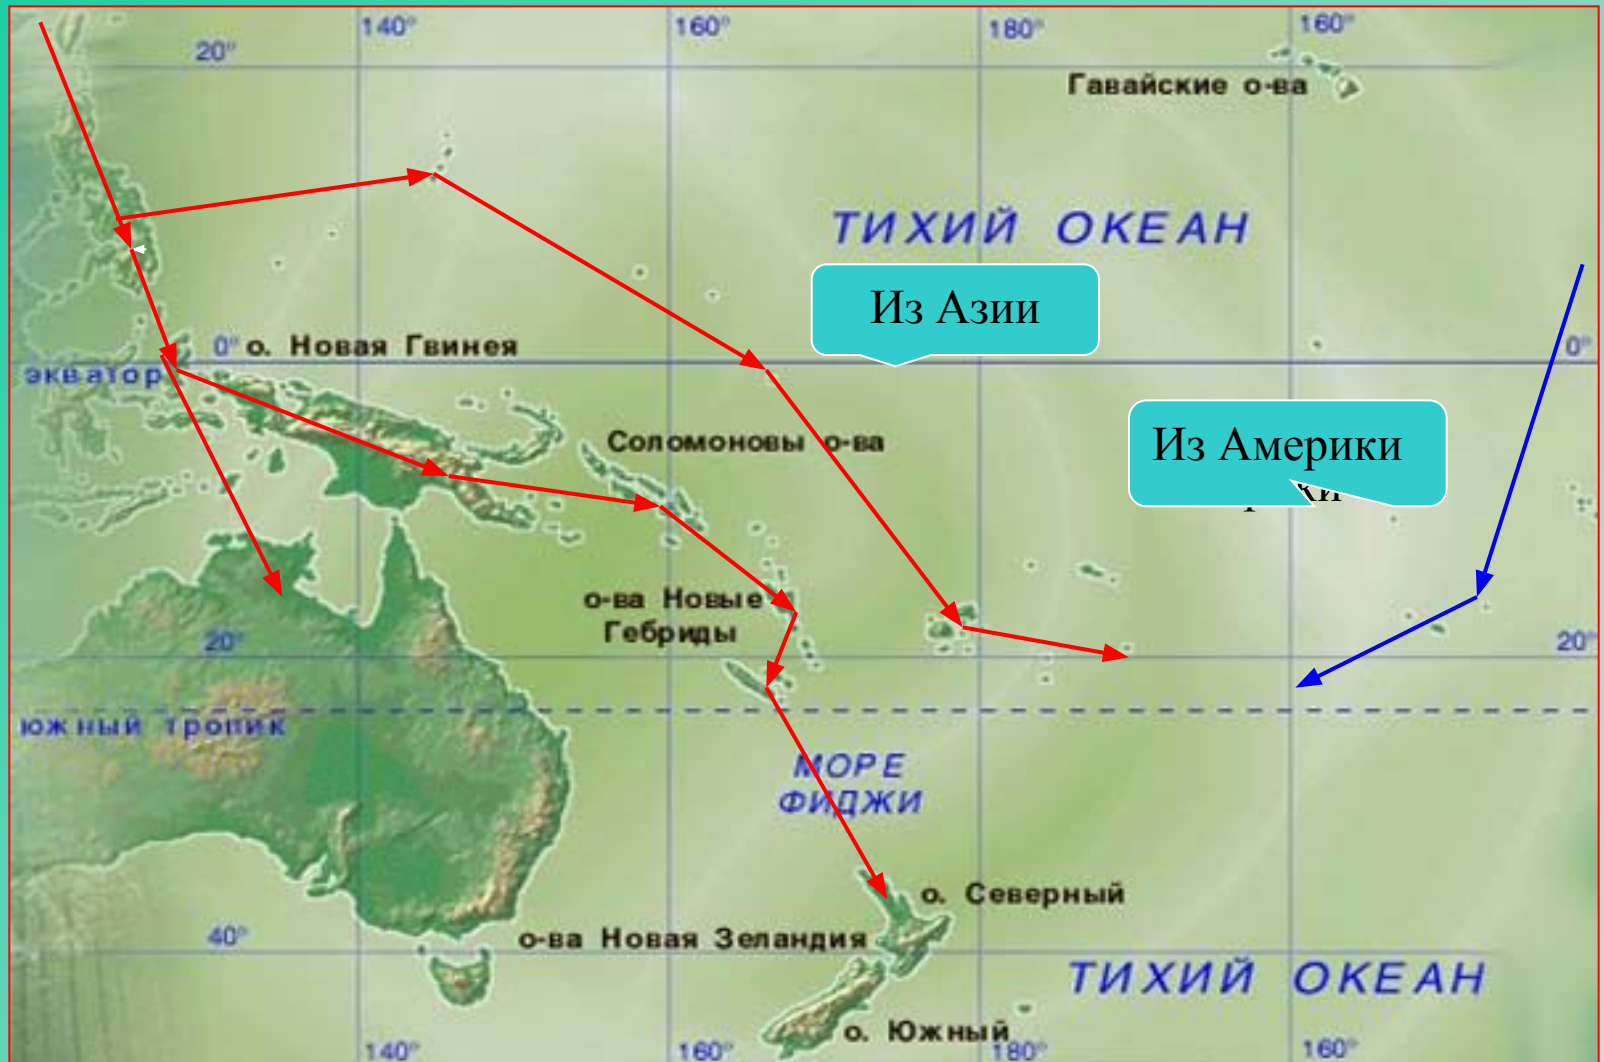 140°
160°
180°
160°
20°
Гавайские о-ва
ТИХИЙ ОКЕАН
Из Азии
0°
о. Новая Гвинея
0°
экватор
Из Америки
Соломоновы о-ва
о-ва Новые
Гебриды
20°
20°
южный тропик
МОРЕ
ФИДЖИ
о. Северный
40°
о-ва Новая Зеландия
ТИХИЙ ОКЕАН
о. Южный
140°
160°
180°
160°